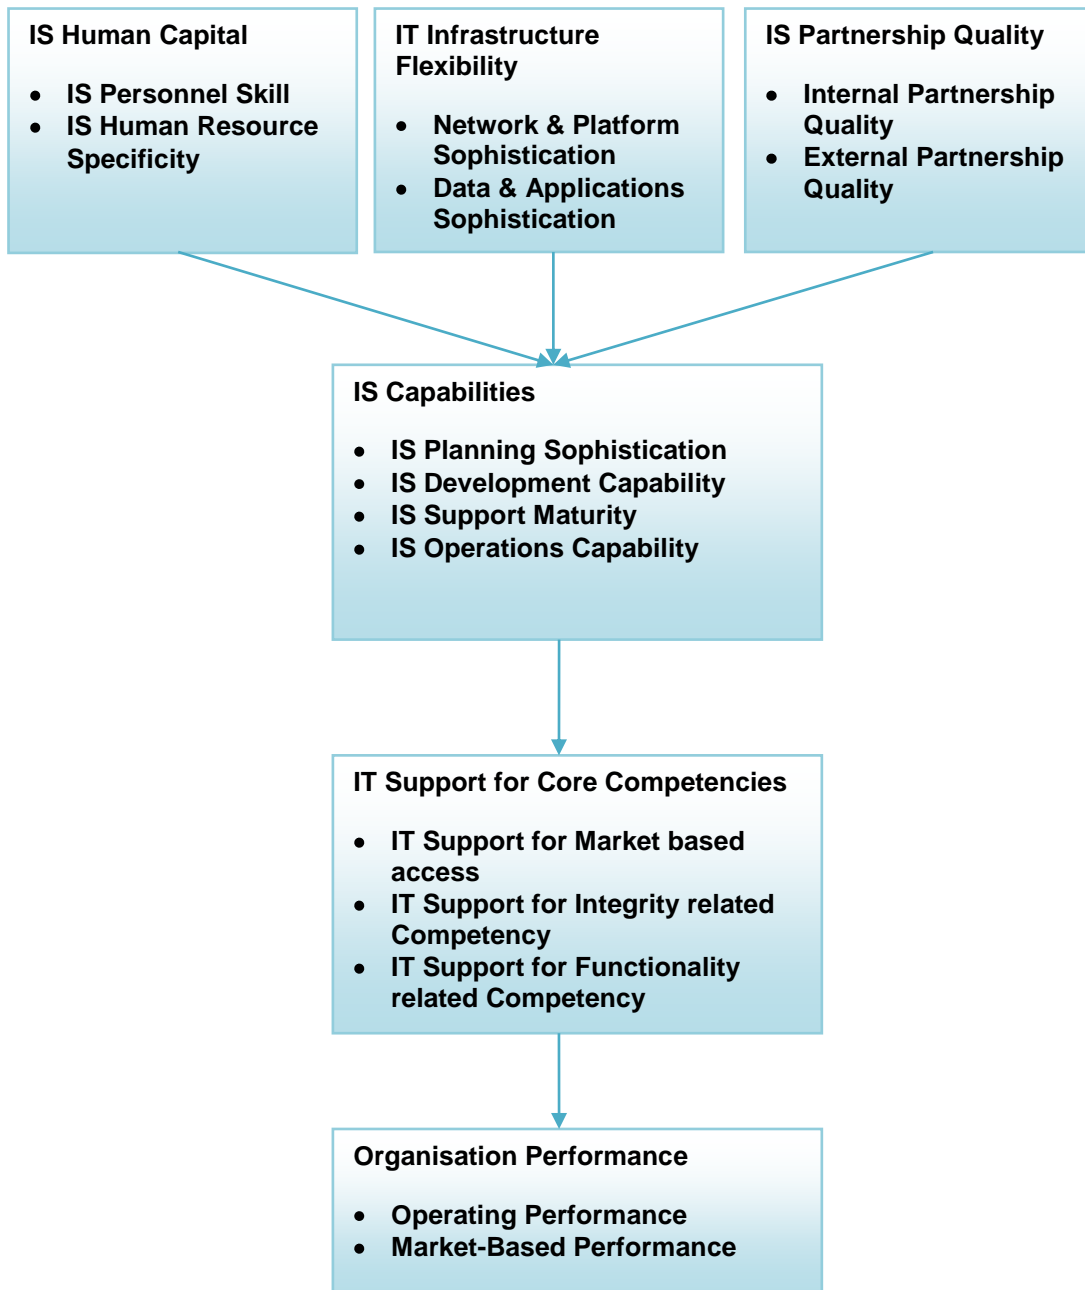 IS Human Capital
• IS Personnel Skill
• IS Human Resource
Specificity
IT Infrastructure
Flexibility
• Network & Platform
Sophistication
• Data & Applications
Sophistication
IS Partnership Quality
• Internal Partnership
Quality
• External Partnership
Quality
IS Capabilities
• IS Planning Sophistication
• IS Development Capability
• IS Support Maturity
• IS Operations Capability
IT Support for Core Competencies
• IT Support for Market based
access
• IT Support for Integrity related
Competency
• IT Support for Functionality
related Competency
Organisation Performance
• Operating Performance
• Market-Based Performance